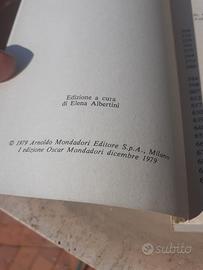 Edizione a cura
di Elena Albertini
© 1979 Arnoldo Mondadori Editore S.p.A., Milano
I edizione Oscar Mondadori dicembre 1979
subito